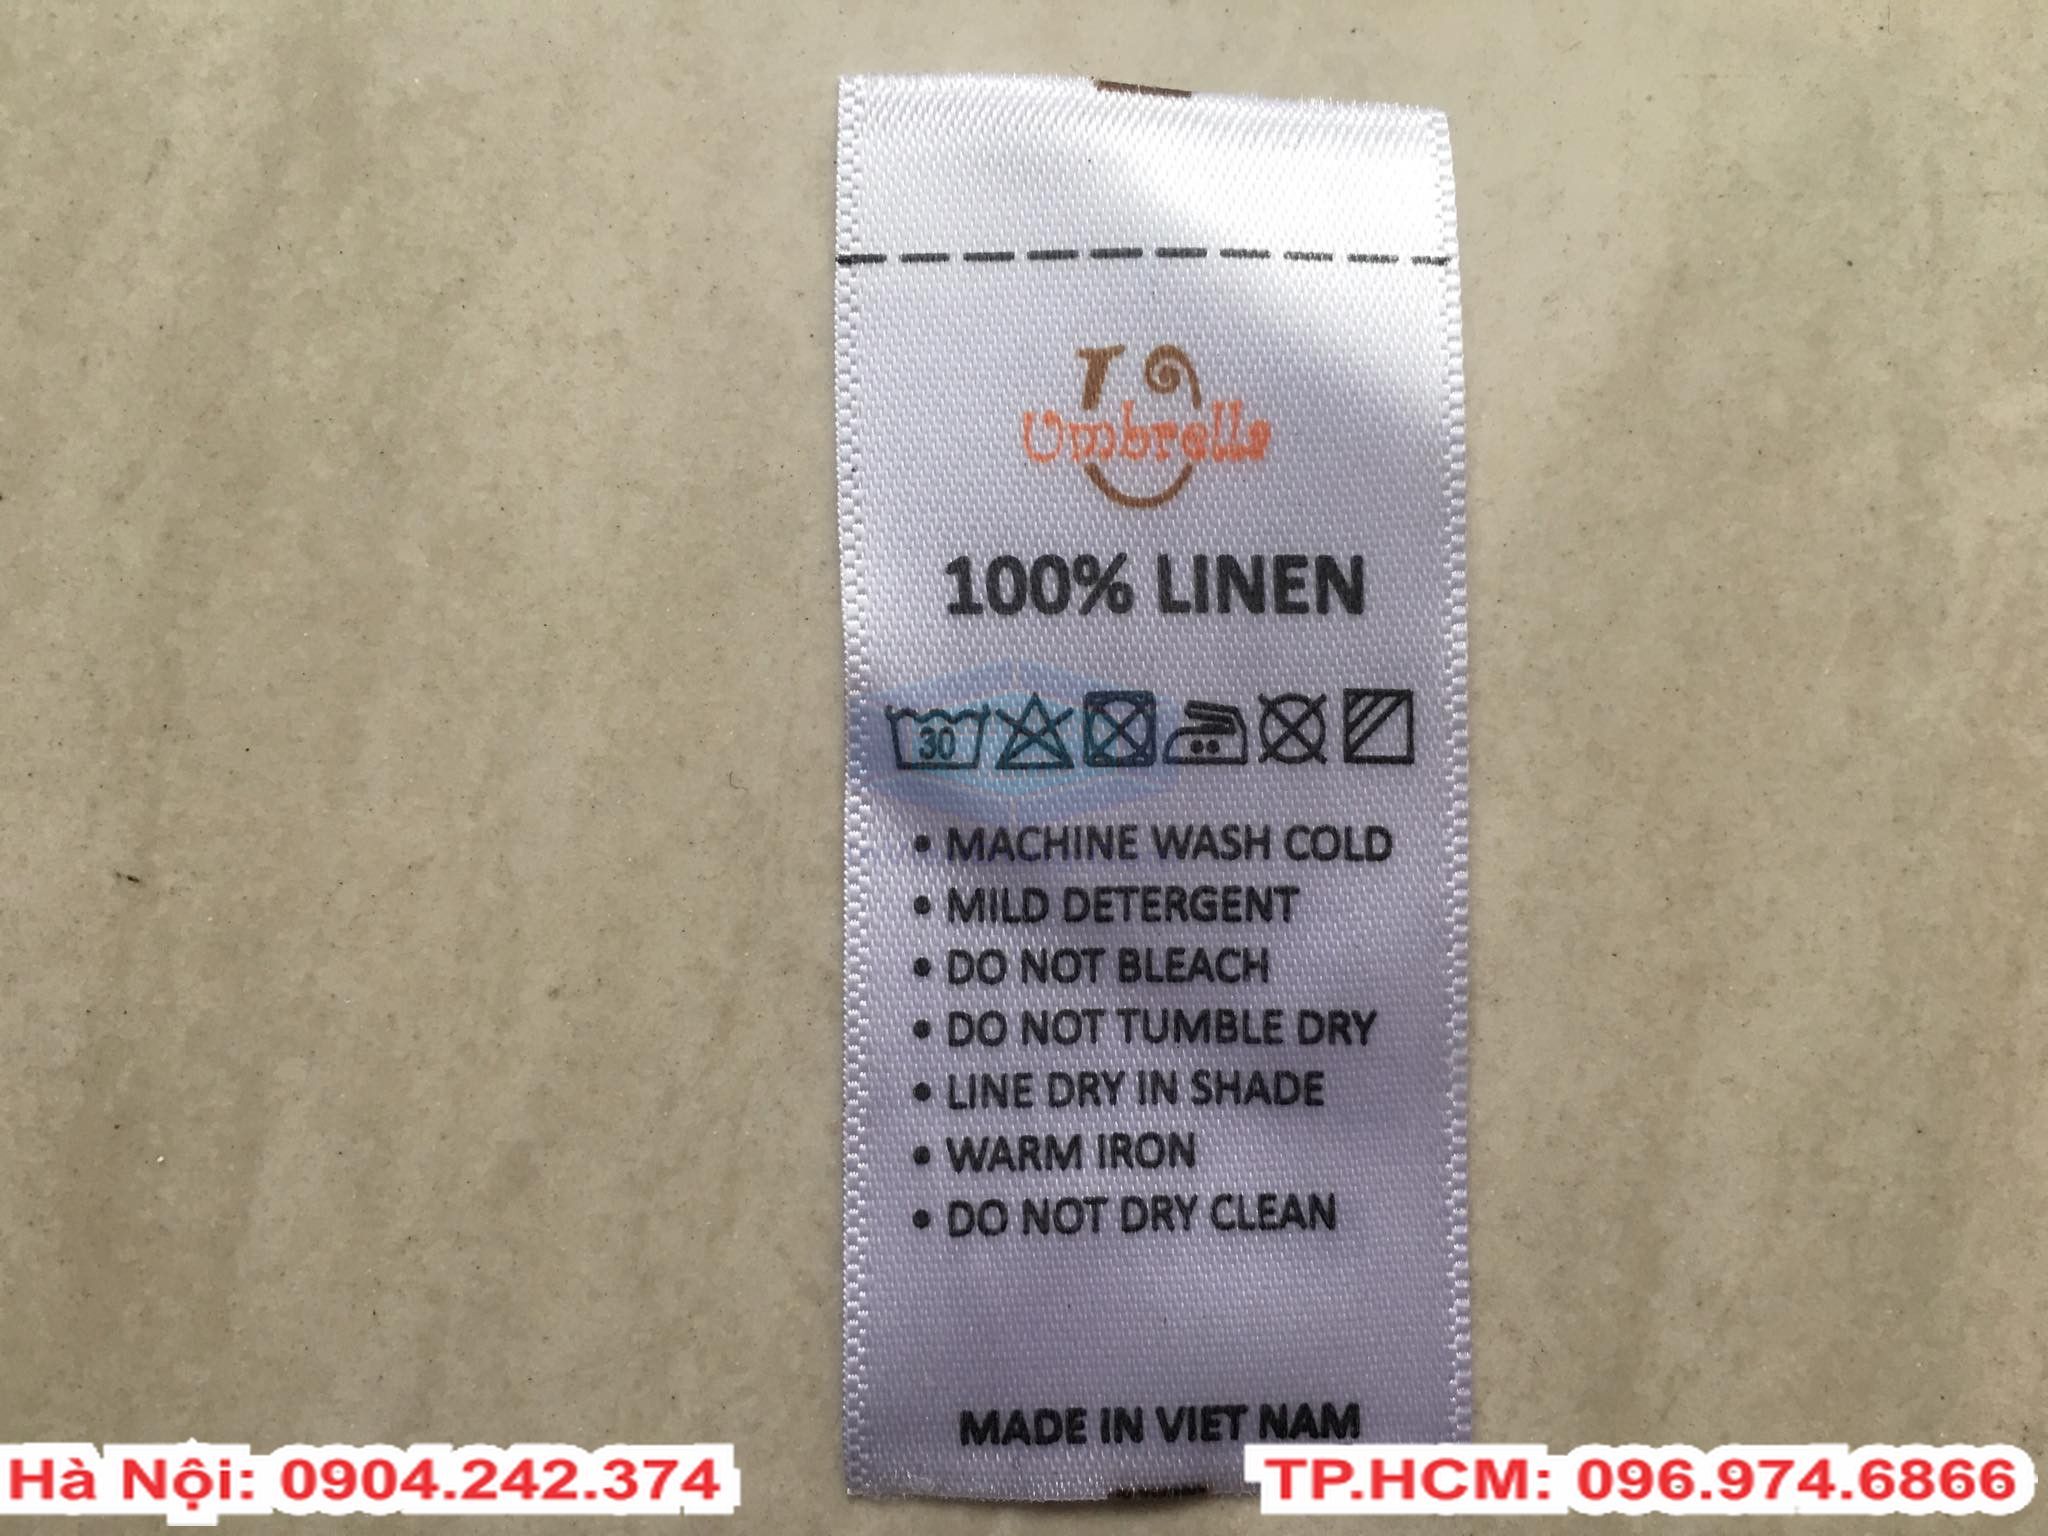 Umbrella
100% LINEN
30
• MACHINE WASH COLD
• MILD DETERGENT
• DO NOT BLEACH
• DO NOT TUMBLE DRY
• LINE DRY IN SHADE
• WARM IRON
• DO NOT DRY CLEAN
MADE IN VIET NAM
Hà Nội: 0904.242.374
TP.HCM: 096.974.6866